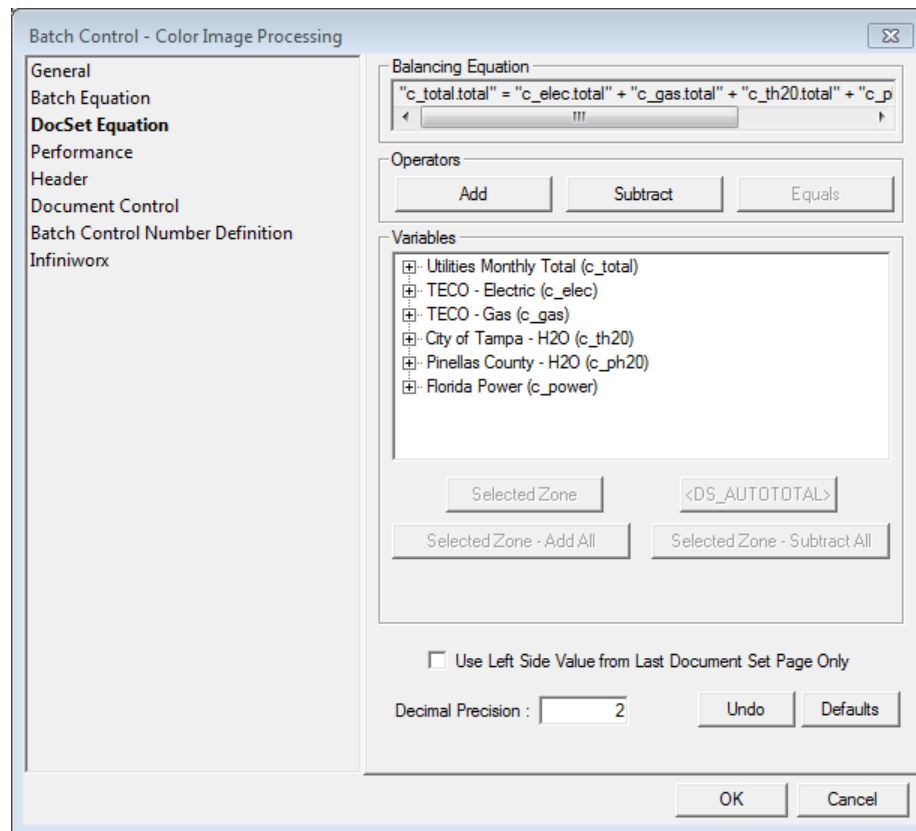 Batch Control - Color Image Processing
General
Batch Equation
DocSet Equation
Performance
Header
Document Control
Batch Control Number Definition
Infiniworx
Balancing Equation
"c_total.total" = "c_elec.total" + "c_gas.total" + "c_th20.total" + "c_pl
Operators
Add Subtract Equals
Variables
Utilities Monthly Total (c_total)
TECO - Electric (c_elec)
TECO - Gas (c_gas)
City of Tampa - H2O (c_th20)
Pinellas County - H2O (c_ph20)
Florida Power (c_power)
Selected Zone <DS_AUTOTOTAL>
Selected Zone - Add All Selected Zone - Subtract All
Use Left Side Value from Last Document Set Page Only
Decimal Precision : 2 Undo Defaults
OK Cancel